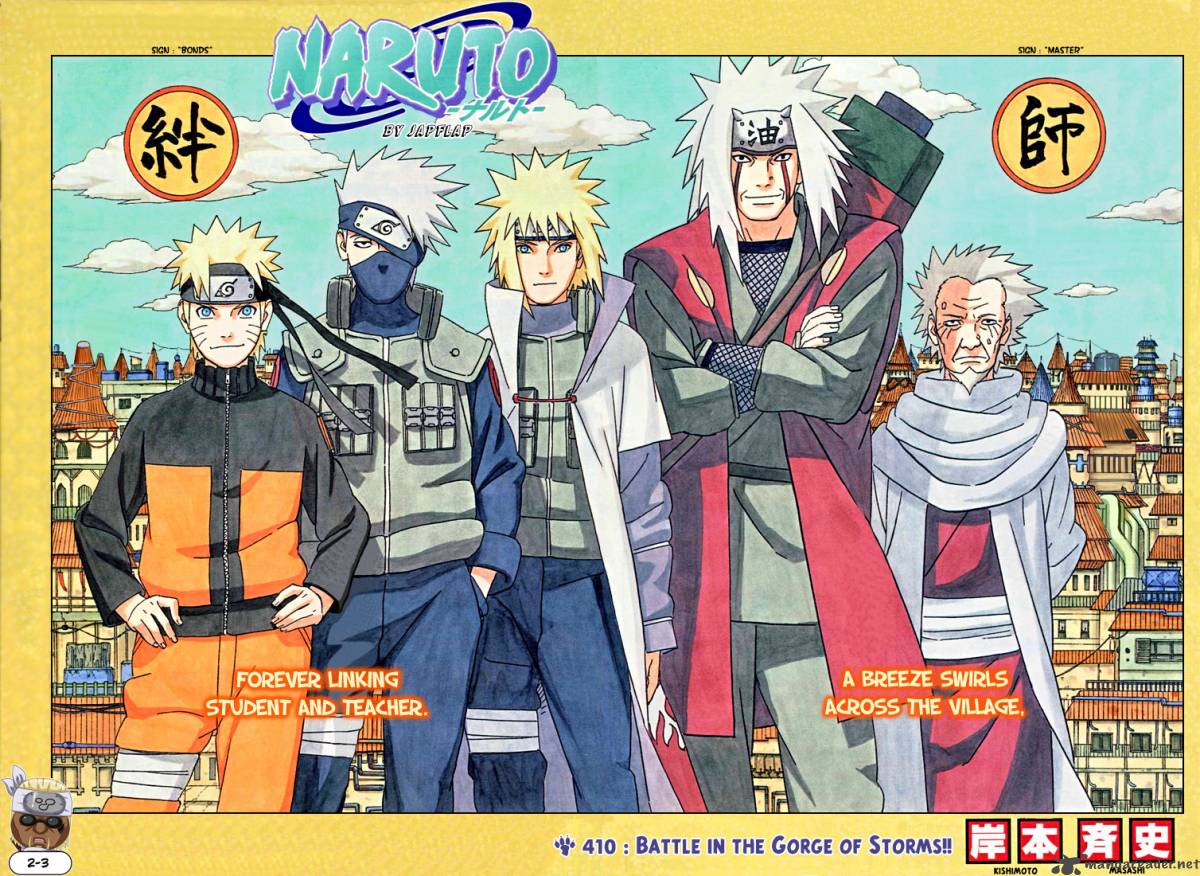 SIGN : "BONDS"
SIGN : "MASTER"
NARUTO
-ナルト-
BY JAPFLAP
絆
師
油
FOREVER LINKING
STUDENT AND TEACHER.
A BREEZE SWIRLS
ACROSS THE VILLAGE,
410 : BATTLE IN THE GORGE OF STORMS!!
岸本斉史
KISHIMOTO
MASASHI
mangareader.net
2-3